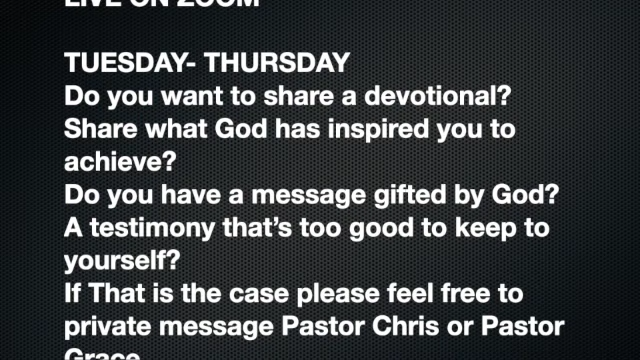 LIVE ON ZOOM
TUESDAY- THURSDAY
Do you want to share a devotional?
Share what God has inspired you to
achieve?
Do you have a message gifted by God?
A testimony that’s too good to keep to
yourself?
If That is the case please feel free to
private message Pastor Chris or Pastor
Grace